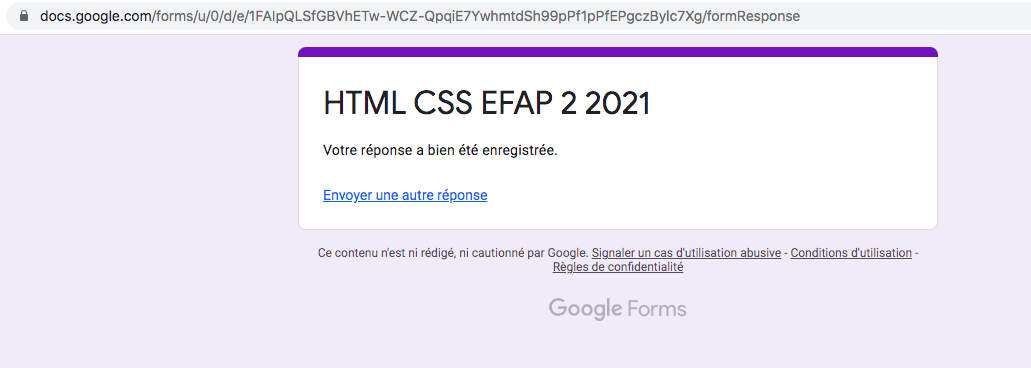 docs.google.com/forms/u/0/d/e/1FAIpQLSfGBVhETw-WCZ-QpqiE7YwhmtdSh99pPf1pPfEPgczBylc7Xg/formResponse
HTML CSS EFAP 2 2021
Votre réponse a bien été enregistrée.
Envoyer une autre réponse
Ce contenu n'est ni rédigé, ni cautionné par Google. Signaler un cas d'utilisation abusive - Conditions d'utilisation -
Règles de confidentialité
Google Forms